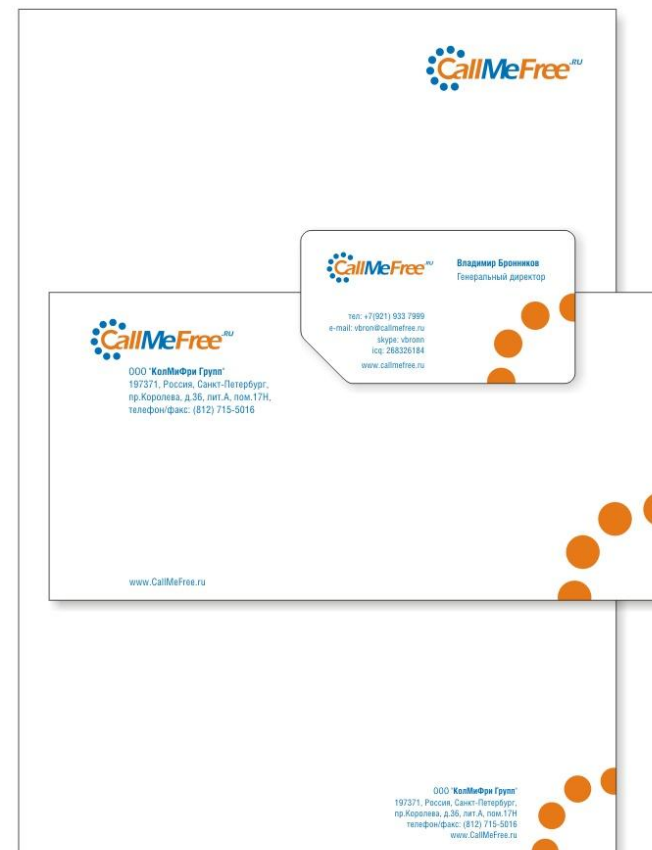 CallMeFree.RU
CallMeFree.RU
Владимир Бронников
Генеральный директор
тел: +7(921) 933 7999
e-mail: vbron@callmefree.ru
skype: vbronn
icq: 268326184
www.callmefree.ru
CallMeFree.RU
ООО "КолМиФри Групп"
197371, Россия, Санкт-Петербург,
пр.Королева, д.36, лит.А, пом.17Н,
телефон/факс: (812) 715-5016
www.CallMeFree.ru
ООО "КолМиФри Групп"
197371, Россия, Санкт-Петербург,
пр.Королева, д.36, лит.А, пом.17Н
телефон/факс: (812) 715-5016
www.CallMeFree.ru